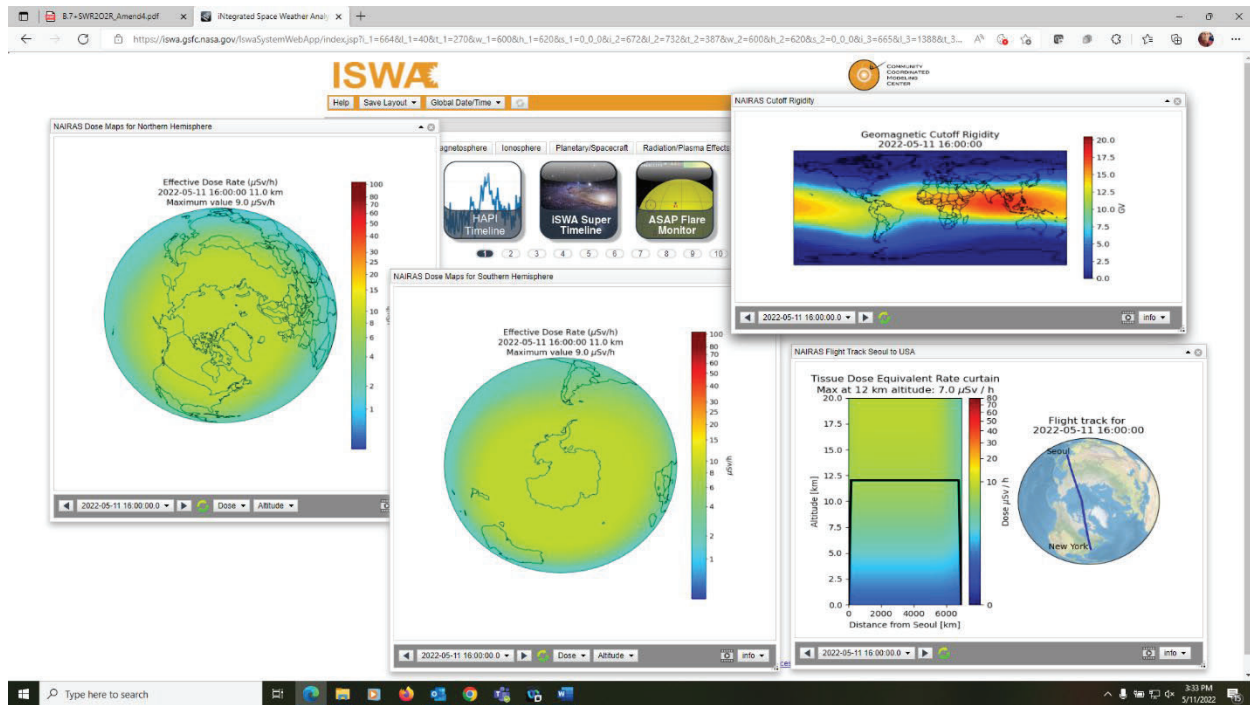 B.7+SWR2O2R_Amend4.pdf
iNtegrated Space Weather Analy
https://iswa.gsfc.nasa.gov/IswaSystemWebApp/index.jsp?i_1=664&l_1=40&t_1=270&w_1=600&h_1=620&s_1=0_0_0&i_2=672&l_2=732&t_2=387&w_2=600&h_2=620&s_2=0_0_0&i_3=665&l_3=1388&t_3...
ISWA
COMMUNITY
COORDINATED
MODELING
CENTER
Help Save Layout Global Date/Time
agnetosphere Ionosphere Planetary/Spacecraft Radiation/Plasma Effects
HAPI
Timeline
iSWA Super
Timeline
ASAP Flare
Monitor
1 2 3 4 5 6 7 8 9 10
NAIRAS Dose Maps for Northern Hemisphere
Effective Dose Rate (µSv/h)
2022-05-11 16:00:00 11.0 km
Maximum value 9.0 µSv/h
100
80
70
60
50
40
30
25
20
15
10
8
6
4
2
1
µSv/h
2022-05-11 16:00:00.0 Dose Altitude
NAIRAS Dose Maps for Southern Hemisphere
Effective Dose Rate (µSv/h)
2022-05-11 16:00:00 11.0 km
Maximum value 9.0 µSv/h
100
80
70
60
50
40
30
25
20
15
10
8
6
4
2
1
µSv/h
2022-05-11 16:00:00.0 Dose Altitude info
NAIRAS Cutoff Rigidity
Geomagnetic Cutoff Rigidity
2022-05-11 16:00:00
20.0
17.5
15.0
12.5
10.0
7.5
5.0
2.5
0.0
GV
2022-05-11 16:00:00.0 info
NAIRAS Flight Track Seoul to USA
Tissue Dose Equivalent Rate curtain
Max at 12 km altitude: 7.0 µSv / h
20.0
17.5
15.0
12.5
10.0
7.5
5.0
2.5
0.0
Altitude [km]
0 2000 4000 6000
Distance from Seoul [km]
80
70
60
50
40
30
20
10
0
Dose µSv / h
Flight track for
2022-05-11 16:00:00
Seoul
New York
2022-05-11 16:00:00.0 info
Type here to search
3:33 PM
5/11/2022